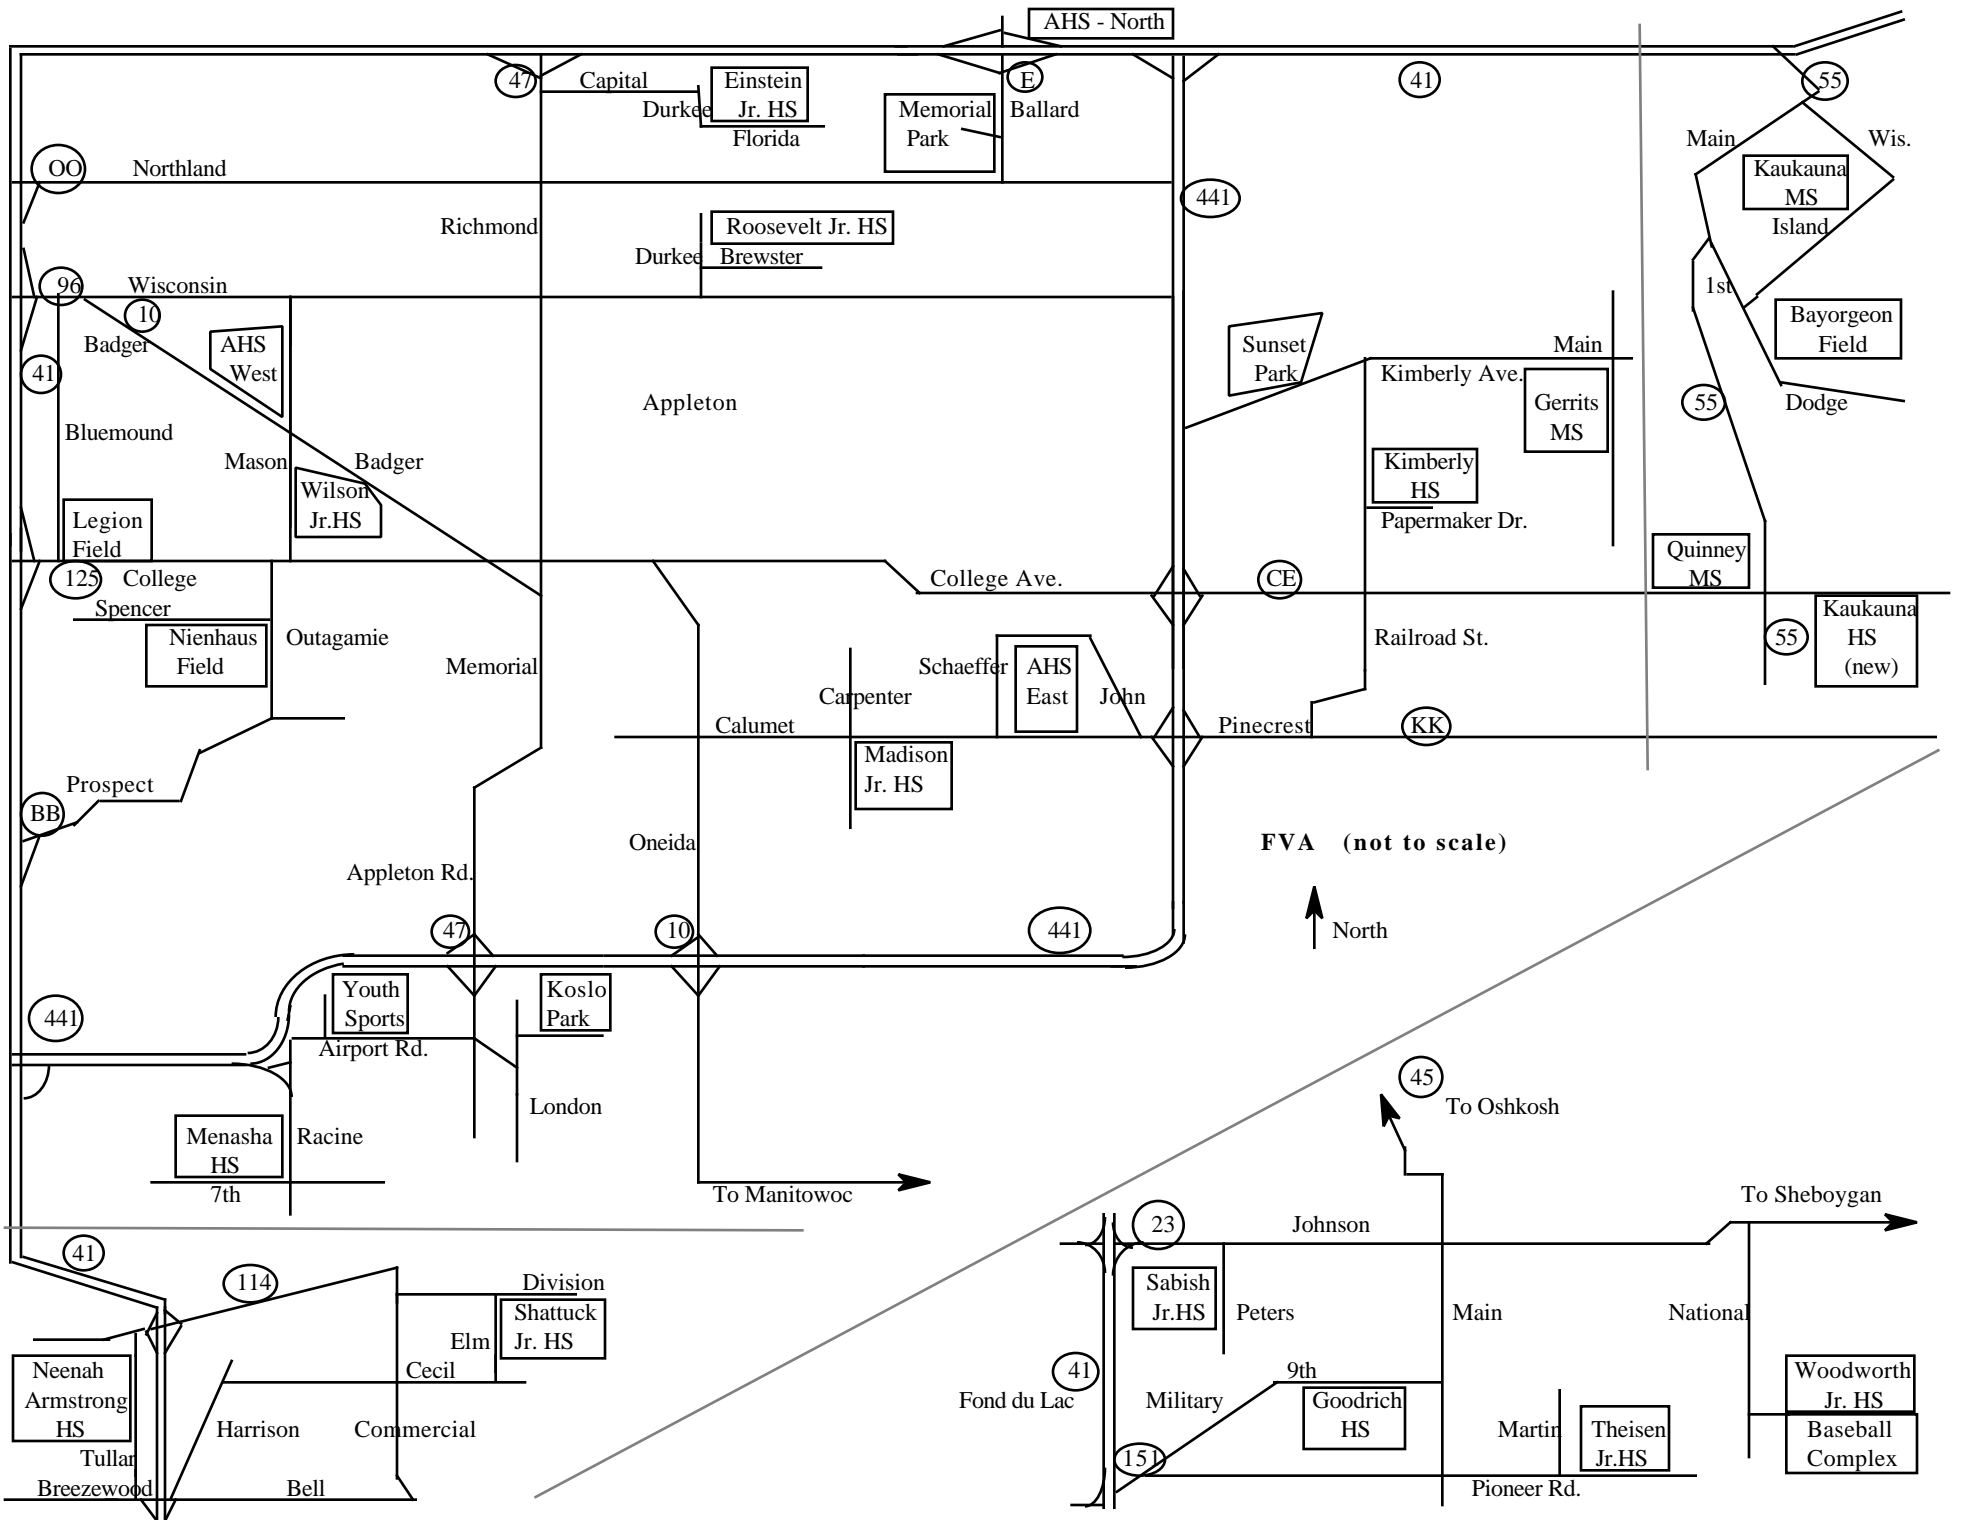 AHS - North
47
Capital
Durkee
Einstein
Jr. HS
Florida
Memorial
Park
E
Ballard
41
55
Main
Wis.
OO
Northland
441
Kaukauna
MS
Island
Richmond
Roosevelt Jr. HS
Durkee
Brewster
96
Wisconsin
10
Badger
AHS
West
41
1st
Bayorgeon
Field
Sunset
Park
Main
Kimberly Ave.
Gerrits
MS
55
Dodge
Appleton
Bluemound
Mason
Badger
Wilson
Jr.HS
Kimberly
HS
Papermaker Dr.
Legion
Field
125
College
Spencer
College Ave.
CE
Quinney
MS
Kaukauna
HS
(new)
55
Nienhaus
Field
Outagamie
Memorial
Schaeffer
AHS
East
John
Carpenter
Railroad St.
Calumet
Pinecrest
KK
Madison
Jr. HS
Prospect
BB
Oneida
FVA (not to scale)
Appleton Rd.
47
10
441
North
441
Youth
Sports
Koslo
Park
Airport Rd.
London
45
To Oshkosh
Menasha
HS
Racine
7th
To Manitowoc
To Sheboygan
41
114
Division
Shattuck
Jr. HS
Elm
Cecil
23
Johnson
Sabish
Jr.HS
Peters
Main
National
Neenah
Armstrong
HS
Harrison
Commercial
Tullar
Breezewood
Bell
41
Fond du Lac
Military
9th
Goodrich
HS
Martin
Theisen
Jr.HS
Woodworth
Jr. HS
Baseball
Complex
151
Pioneer Rd.